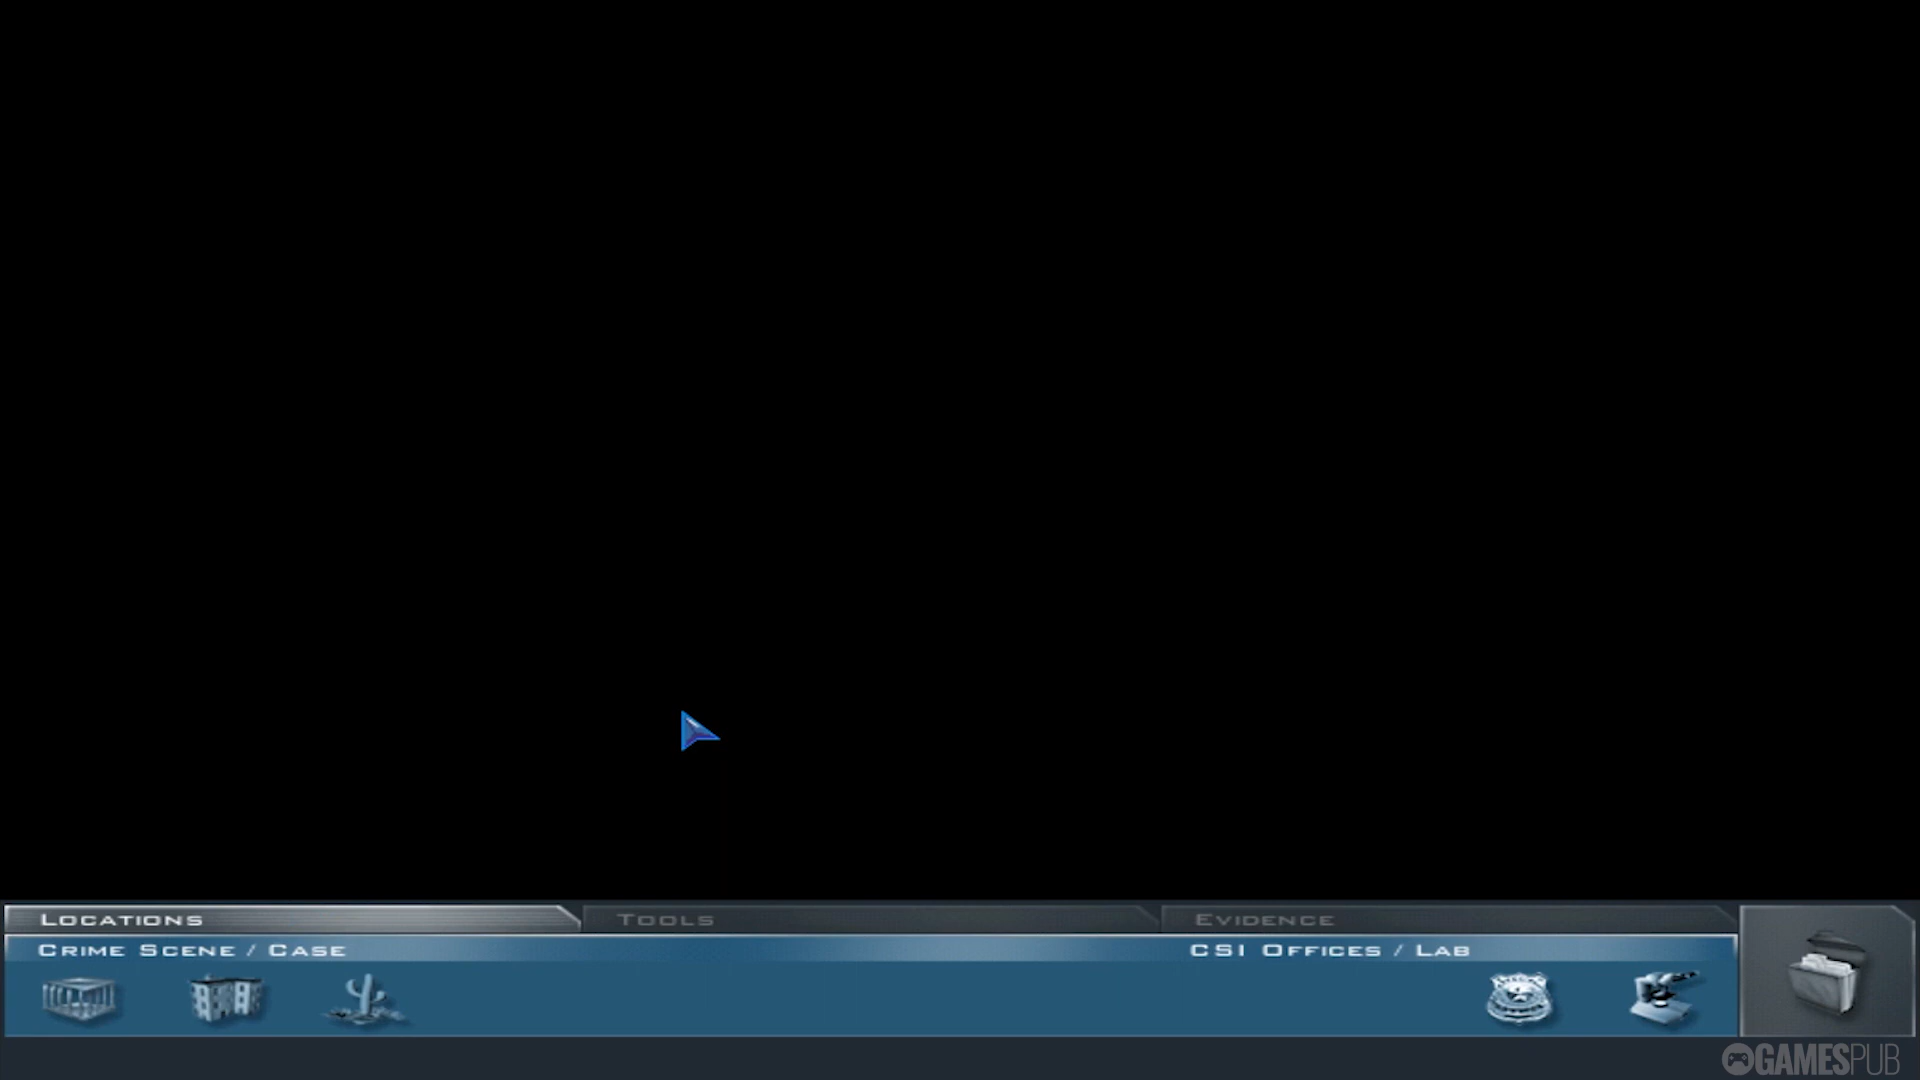 LOCATIONS
TOOLS
EVIDENCE
CRIME SCENE / CASE
CSI OFFICES / LAB
GAMESPUB